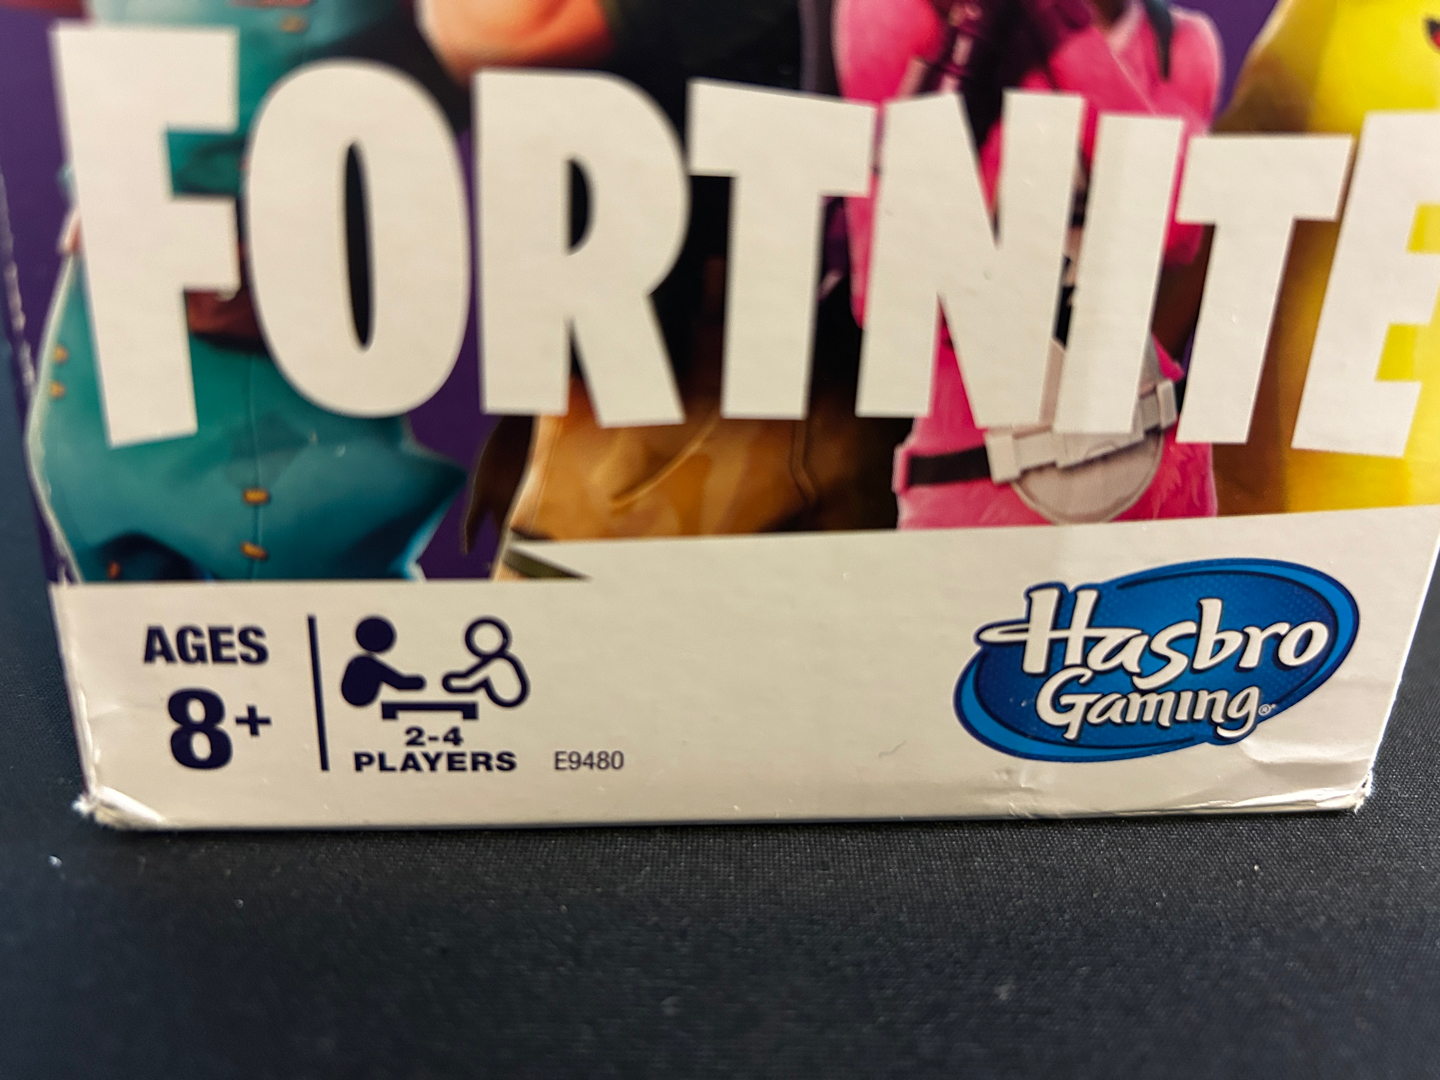 FORTNITE
AGES
8+
2-4
PLAYERS
E9480
Hasbro
Gaming®